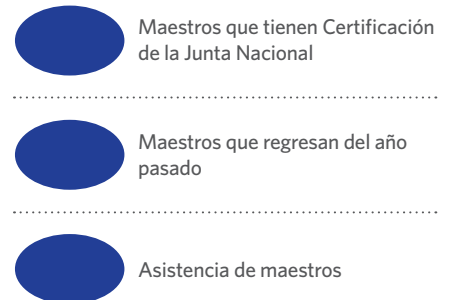 Maestros que tienen Certificación
de la Junta Nacional
Maestros que regresan del año
pasado
Asistencia de maestros